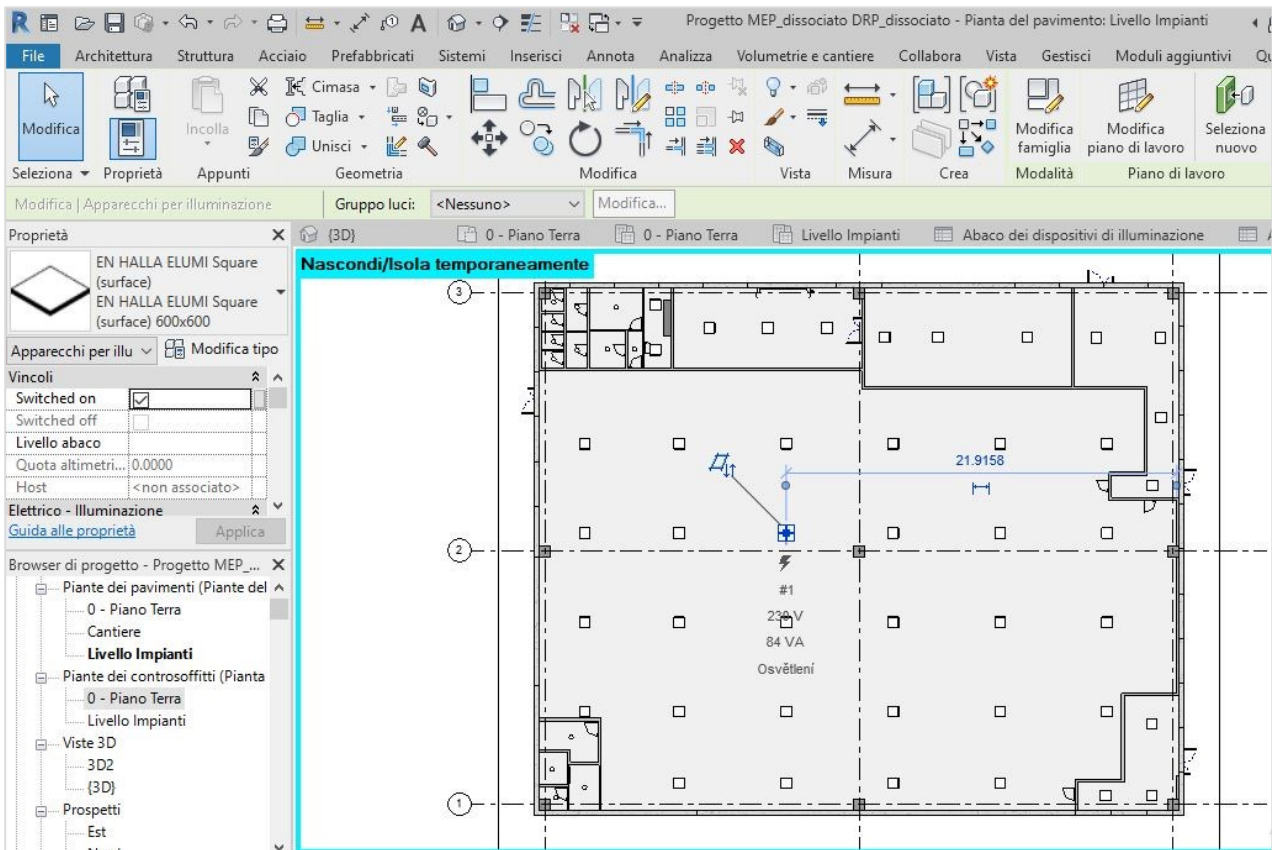 Progetto MEP_dissociato DRP_dissociato - Pianta del pavimento: Livello Impianti
File Architettura Struttura Acciaio Prefabbricati Sistemi Inserisci Annota Analizza Volumetrie e cantiere Collabora Vista Gestisci Moduli aggiuntivi
Modifica
Incolla
Cimasa
Taglia
Unisci
Modifica famiglia
Modifica piano di lavoro
Seleziona nuovo
Seleziona Proprietà Appunti Geometria Modifica Vista Misura Crea Modalità Piano di lavoro
Modifica | Apparecchi per illuminazione Gruppo luci: <Nessuno> Modifica...
Proprietà
{3D} 0 - Piano Terra 0 - Piano Terra Livello Impianti Abaco dei dispositivi di illuminazione
EN HALLA ELUMI Square
(surface)
EN HALLA ELUMI Square
(surface) 600x600
Apparecchi per illu Modifica tipo
Vincoli
Switched on
Switched off
Livello abaco
Quota altimetri... 0.0000
Host <non associato>
Elettrico - Illuminazione
Guida alle proprietà Applica
Browser di progetto - Progetto MEP_...
Piante dei pavimenti (Piante del
0 - Piano Terra
Cantiere
Livello Impianti
Piante dei controsoffitti (Pianta
0 - Piano Terra
Livello Impianti
Viste 3D
3D2
{3D}
Prospetti
Est
Nascondi/Isola temporaneamente
3
21.9158
2
#1
230 V
84 VA
Osvětlení
1